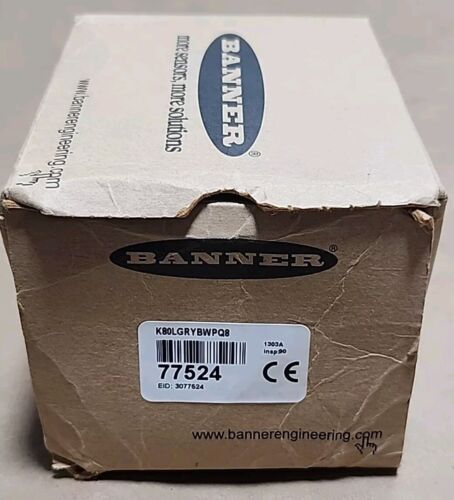 BANNER®
more sensors, more solutions
www.bannerengineering.com
BANNER®
K80LGRYBWPQ8
1303A
insp:90
77524
EID: 3077524
CE
www.bannerengineering.com